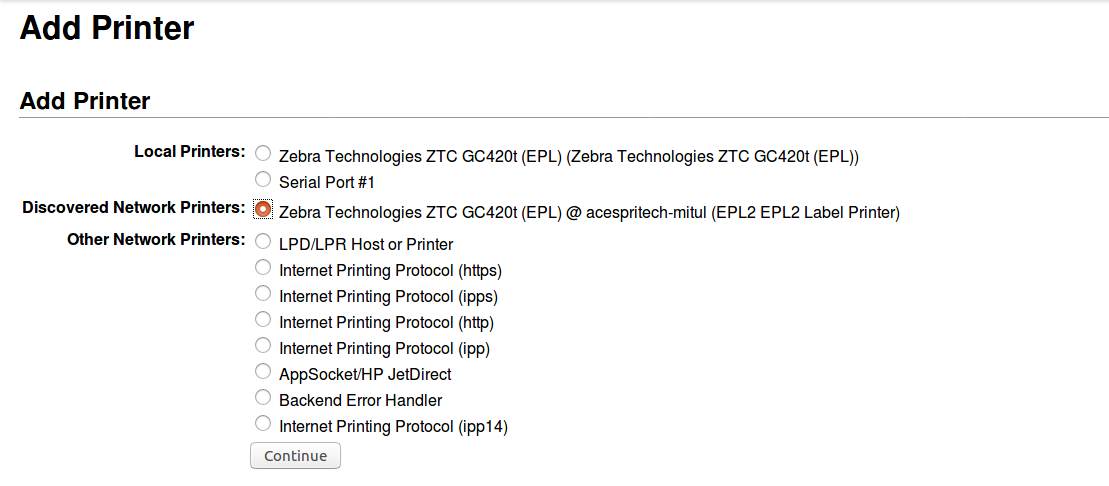 Add Printer
Add Printer
Local Printers: Zebra Technologies ZTC GC420t (EPL) (Zebra Technologies ZTC GC420t (EPL))
Serial Port #1
Discovered Network Printers: Zebra Technologies ZTC GC420t (EPL) @ acespritech-mitul (EPL2 EPL2 Label Printer)
Other Network Printers: LPD/LPR Host or Printer
Internet Printing Protocol (https)
Internet Printing Protocol (ipps)
Internet Printing Protocol (http)
Internet Printing Protocol (ipp)
AppSocket/HP JetDirect
Backend Error Handler
Internet Printing Protocol (ipp14)
Continue